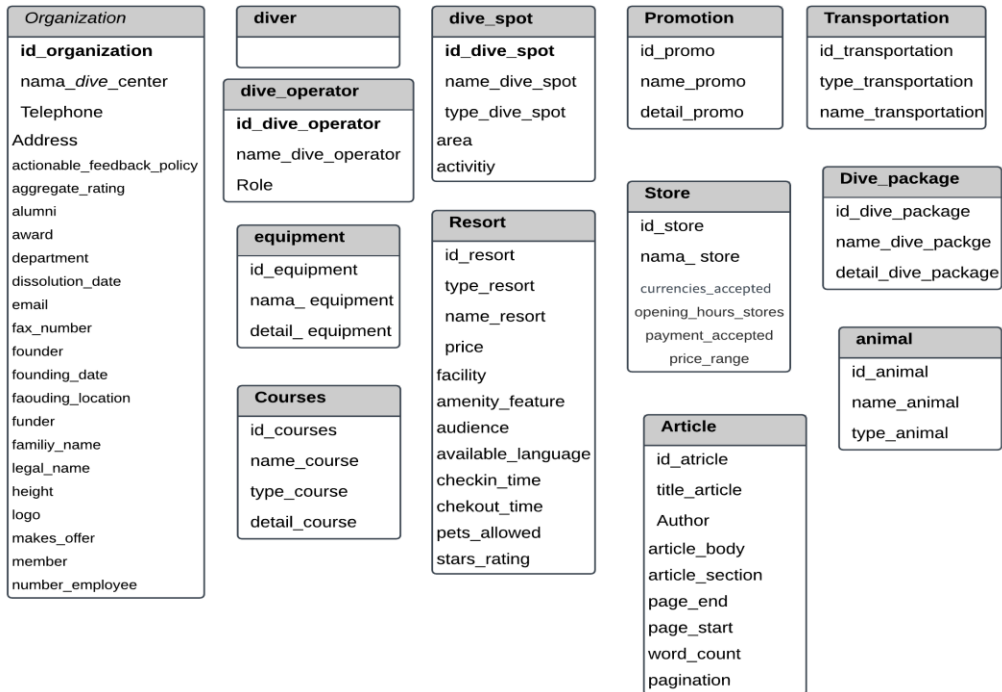 Organization
id_organization
nama_dive_center
Telephone
Address
actionable_feedback_policy
aggregate_rating
alumni
award
department
dissolution_date
email
fax_number
founder
founding_date
faouding_location
funder
familiy_name
legal_name
height
logo
makes_offer
member
number_employee
diver
dive_operator
id_dive_operator
name_dive_operator
Role
equipment
id_equipment
nama_ equipment
detail_ equipment
Courses
id_courses
name_course
type_course
detail_course
dive_spot
id_dive_spot
name_dive_spot
type_dive_spot
area
activitiy
Resort
id_resort
type_resort
name_resort
price
facility
amenity_feature
audience
available_language
checkin_time
chekout_time
pets_allowed
stars_rating
Promotion
id_promo
name_promo
detail_promo
Store
id_store
nama_ store
currencies_accepted
opening_hours_stores
payment_accepted
price_range
Article
id_atricle
title_article
Author
article_body
article_section
page_end
page_start
word_count
pagination
Transportation
id_transportation
type_transportation
name_transportation
Dive_package
id_dive_package
name_dive_packge
detail_dive_package
animal
id_animal
name_animal
type_animal